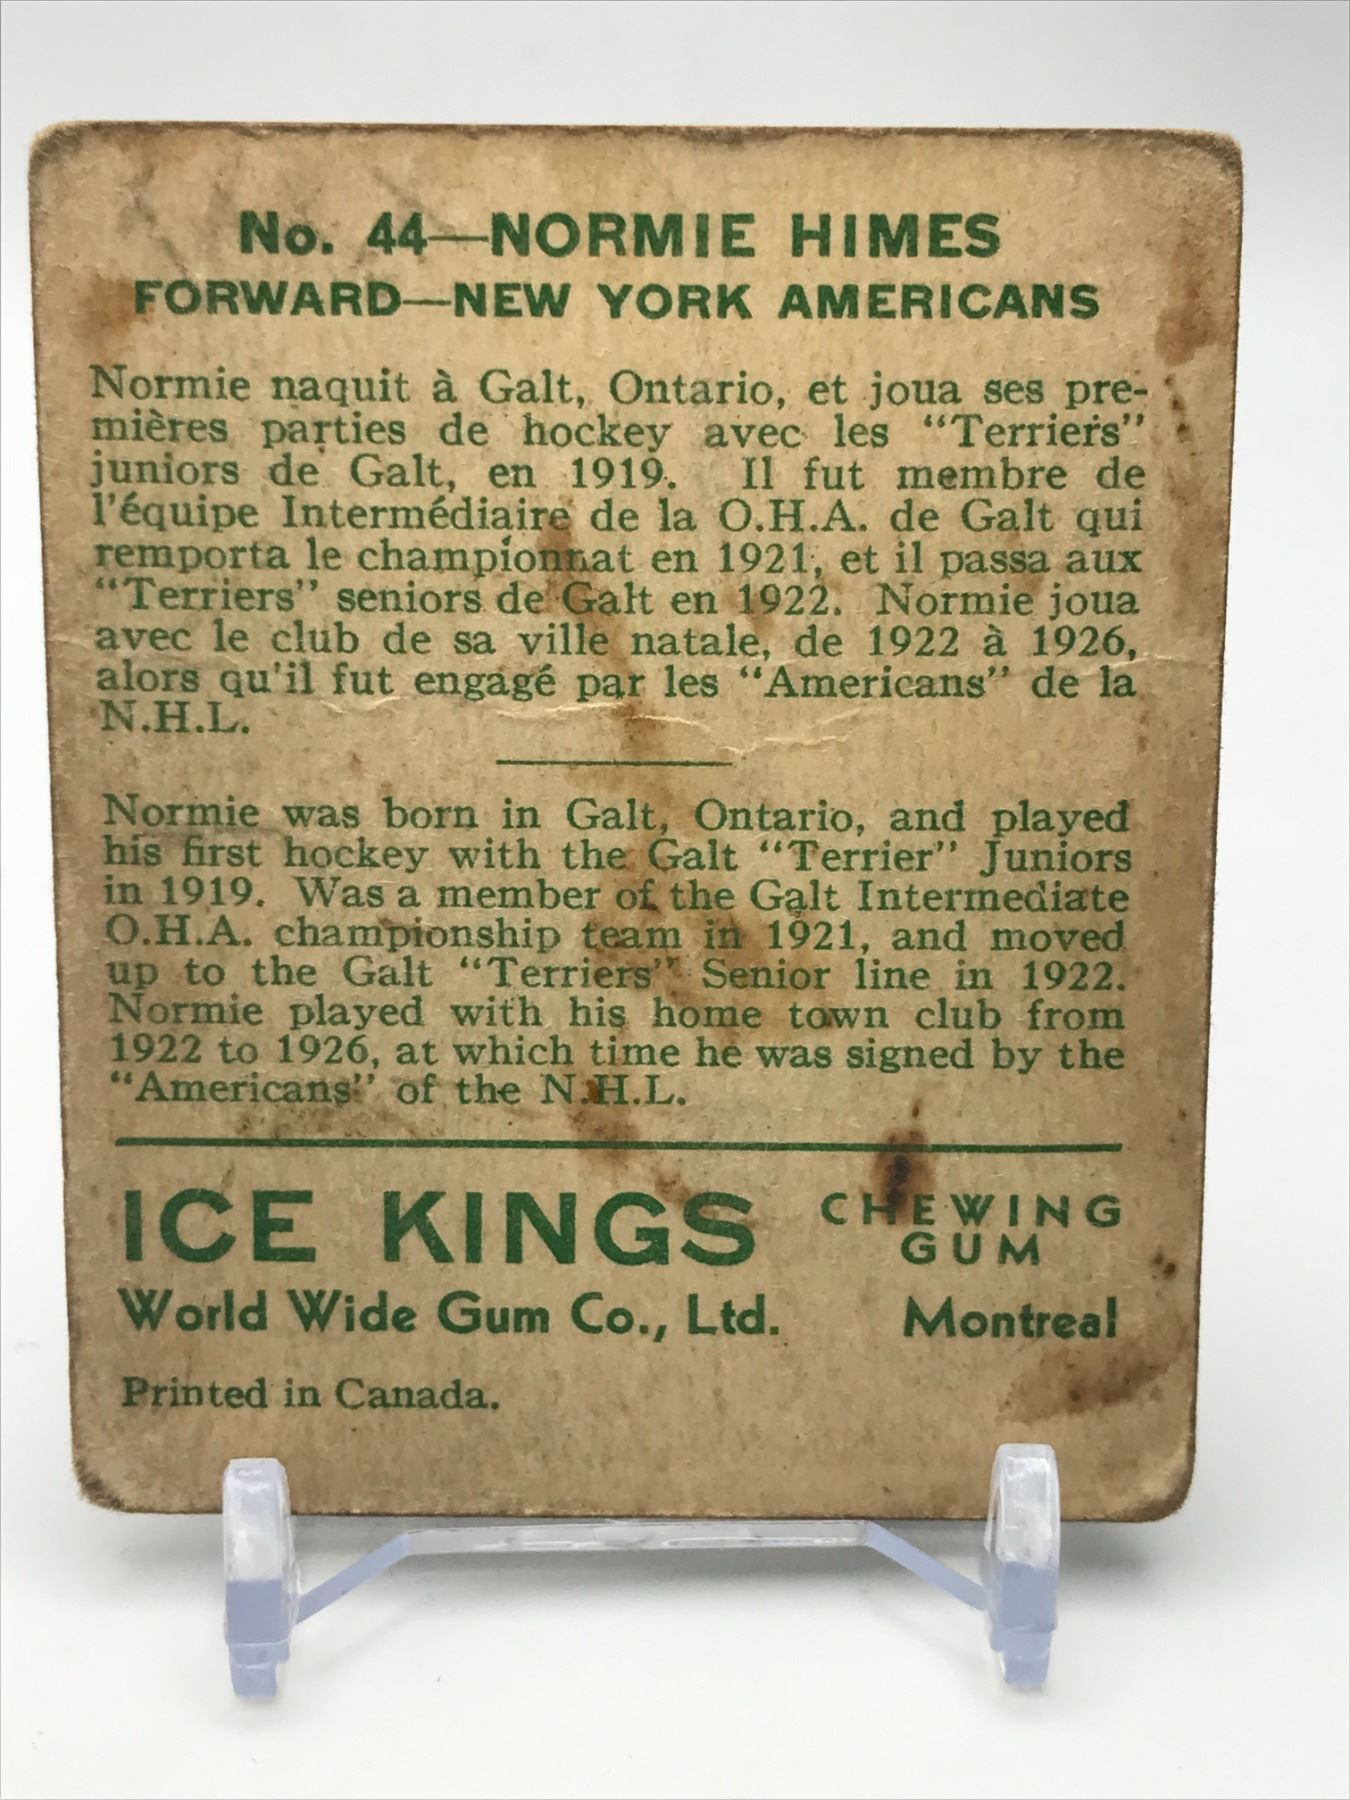 No. 44—NORMIE HIMES
FORWARD—NEW YORK AMERICANS
Normie naquit à Galt, Ontario, et joua ses pre-
mières parties de hockey avec les “Terriers”
juniors de Galt, en 1919. Il fut membre de
l'équipe Intermédiaire de la O.H.A. de Galt qui
remporta le championnat en 1921, et il passa aux
“Terriers” seniors de Galt en 1922. Normie joua
avec le club de sa ville natale, de 1922 à 1926,
alors qu'il fut engagé par les “Americans” de la
N.H.L.
Normie was born in Galt, Ontario, and played
his first hockey with the Galt “Terrier” Juniors
in 1919. Was a member of the Galt Intermediate
O.H.A. championship team in 1921, and moved
up to the Galt “Terriers” Senior line in 1922.
Normie played with his home town club from
1922 to 1926, at which time he was signed by the
“Americans” of the N.H.L.
ICE KINGS CHEWING
GUM
World Wide Gum Co., Ltd. Montreal
Printed in Canada.